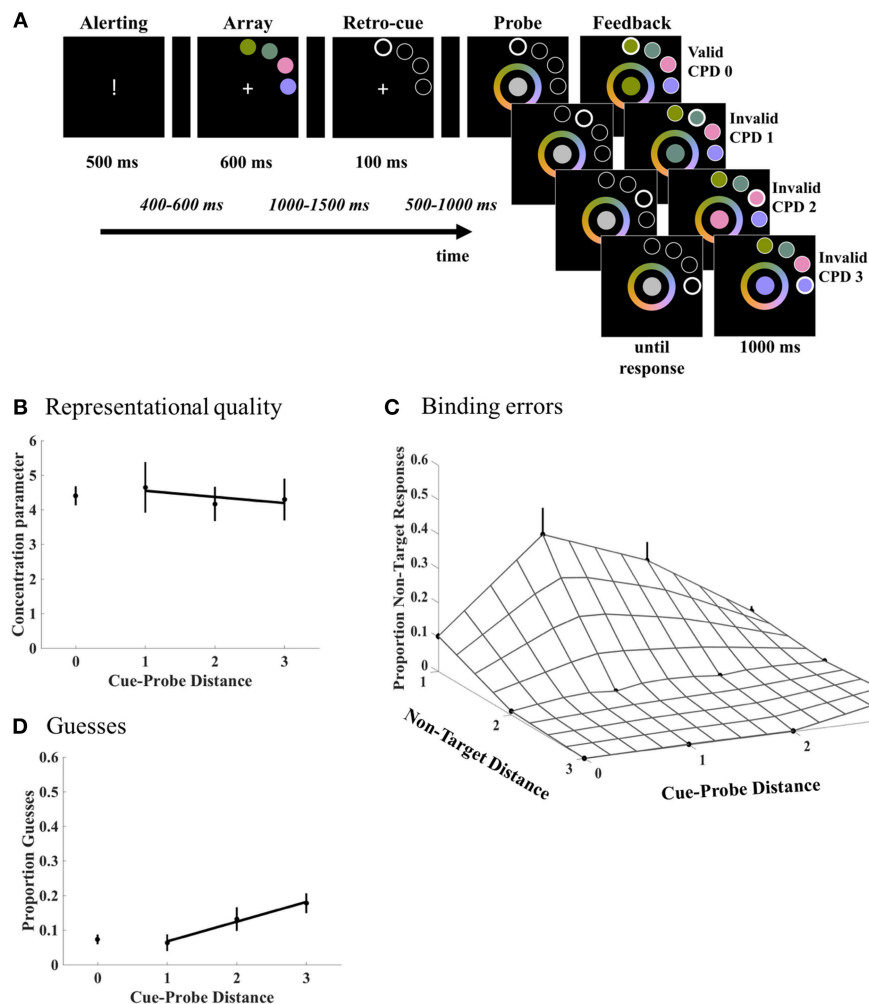 A
Alerting Array Retro-cue Probe Feedback
!
+
+
Valid
CPD 0
Invalid
CPD 1
Invalid
CPD 2
Invalid
CPD 3
500 ms 600 ms 100 ms
400-600 ms 1000-1500 ms 500-1000 ms
time
until
response
1000 ms
B Representational quality
Concentration parameter
6
5
4
3
2
1
0
0 1 2 3
Cue-Probe Distance
C Binding errors
Proportion Non-Target Responses
0.6
0.5
0.4
0.3
0.2
0.1
0
1
2
3
Non-Target Distance
0
1
2
Cue-Probe Distance
D Guesses
Proportion Guesses
0.6
0.5
0.4
0.3
0.2
0.1
0
0 1 2 3
Cue-Probe Distance